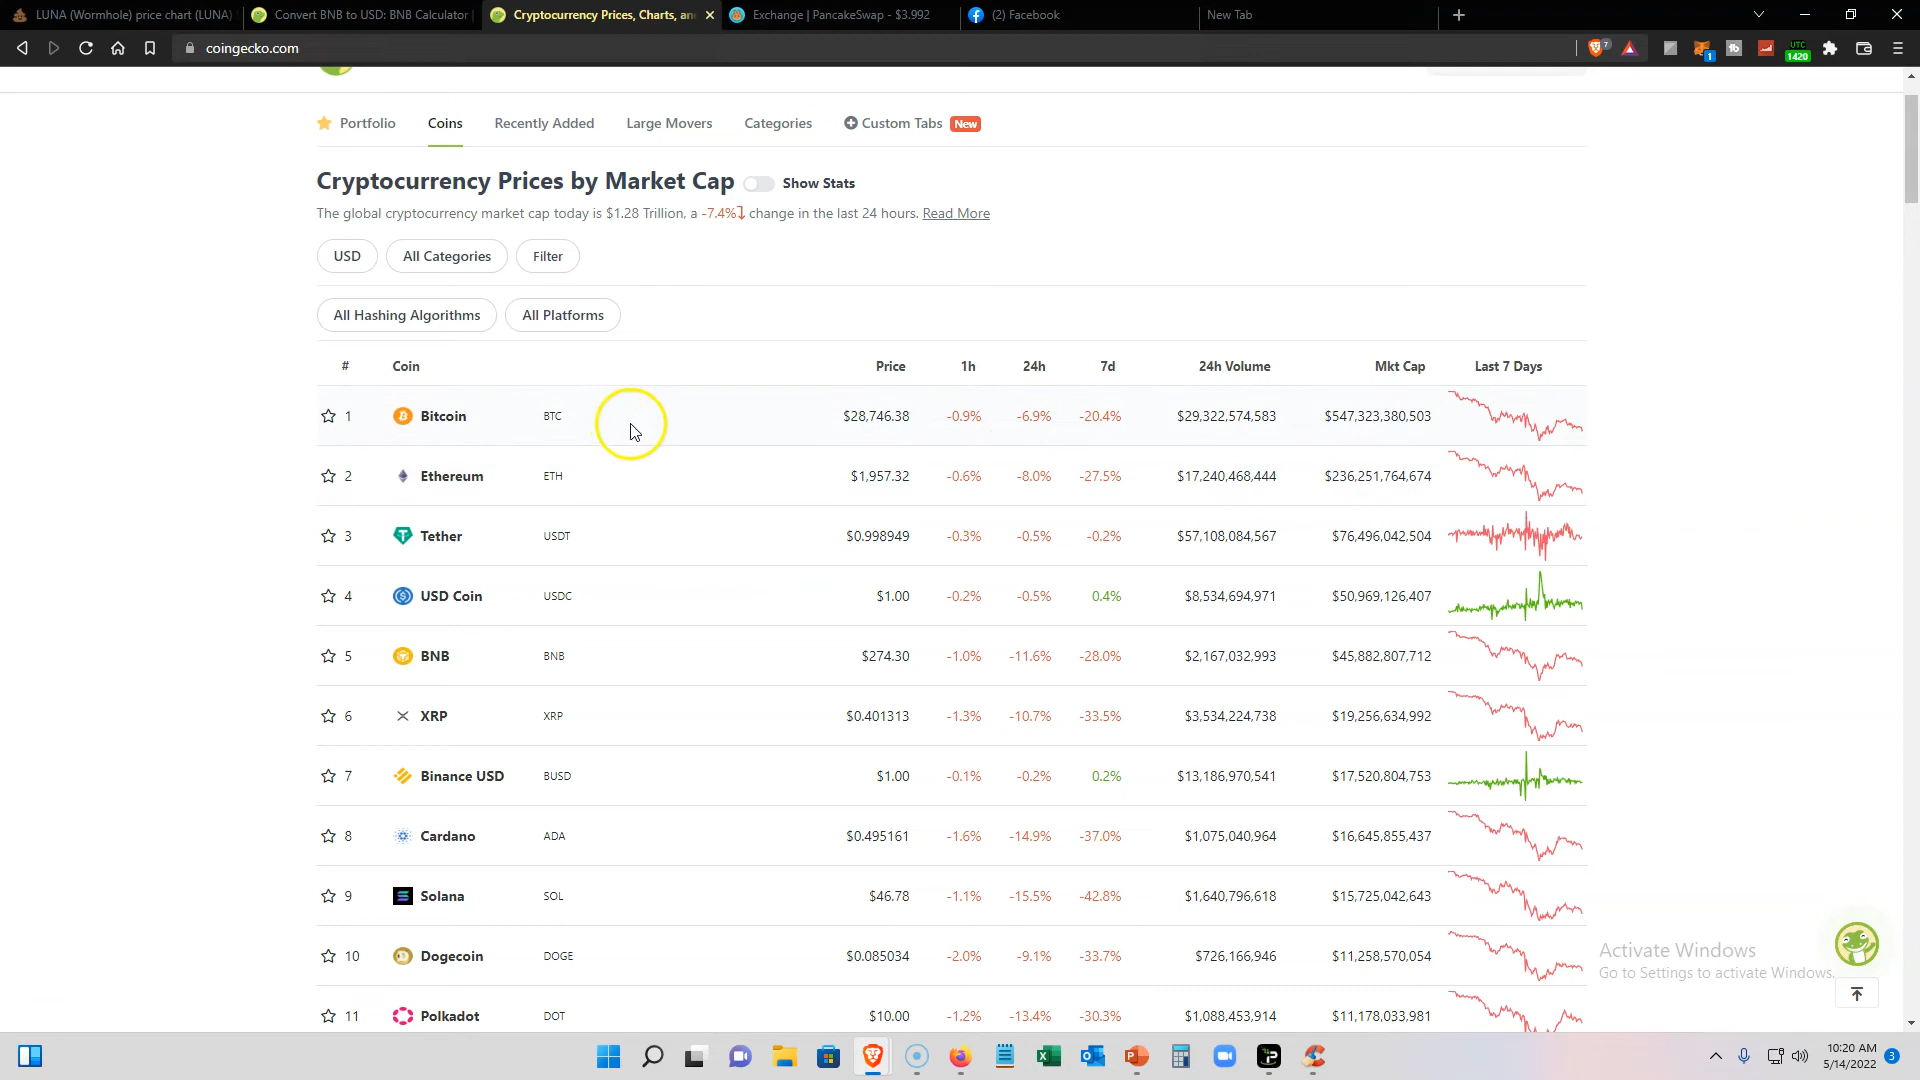 LUNA (Wormhole) price chart (LUNA)
Convert BNB to USD: BNB Calculator
Cryptocurrency Prices, Charts, an
Exchange | PancakeSwap - $3.992
(2) Facebook
New Tab
coingecko.com
7
1
UTC
1420
Portfolio
Coins
Recently Added
Large Movers
Categories
Custom Tabs New
Cryptocurrency Prices by Market Cap
Show Stats
The global cryptocurrency market cap today is $1.28 Trillion, a -7.4% change in the last 24 hours. Read More
USD
All Categories
Filter
All Hashing Algorithms
All Platforms
# Coin Price 1h 24h 7d 24h Volume Mkt Cap Last 7 Days
1 Bitcoin BTC $28,746.38 -0.9% -6.9% -20.4% $29,322,574,583 $547,323,380,503
2 Ethereum ETH $1,957.32 -0.6% -8.0% -27.5% $17,240,468,444 $236,251,764,674
3 Tether USDT $0.998949 -0.3% -0.5% -0.2% $57,108,084,567 $76,496,042,504
4 USD Coin USDC $1.00 -0.2% -0.5% 0.4% $8,534,694,971 $50,969,126,407
5 BNB BNB $274.30 -1.0% -11.6% -28.0% $2,167,032,993 $45,882,807,712
6 XRP XRP $0.401313 -1.3% -10.7% -33.5% $3,534,224,738 $19,256,634,992
7 Binance USD BUSD $1.00 -0.1% -0.2% 0.2% $13,186,970,541 $17,520,804,753
8 Cardano ADA $0.495161 -1.6% -14.9% -37.0% $1,075,040,964 $16,645,855,437
9 Solana SOL $46.78 -1.1% -15.5% -42.8% $1,640,796,618 $15,725,042,643
10 Dogecoin DOGE $0.085034 -2.0% -9.1% -33.7% $726,166,946 $11,258,570,054
11 Polkadot DOT $10.00 -1.2% -13.4% -30.3% $1,088,453,914 $11,178,033,981
Activate Windows
Go to Settings to activate Windows.
10:20 AM
5/14/2022
3